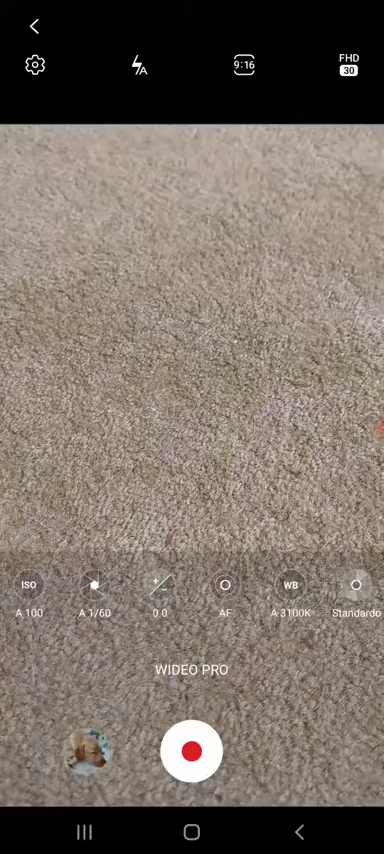 A
9:16
FHD
30
ISO
WB
A 100
A 1/60
0.0
AF
A 3100K
Standardo
WIDEO PRO